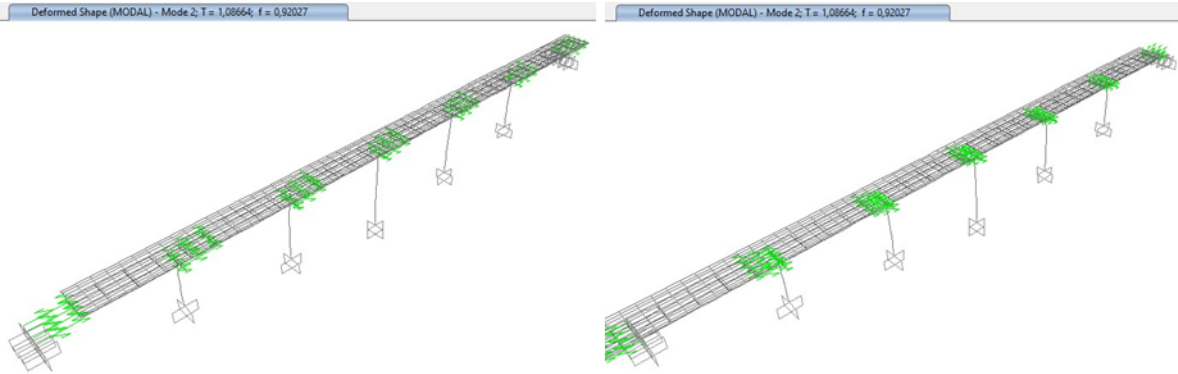 Deformed Shape (MODAL) - Mode 2; T = 1,08664; f = 0,92027
Deformed Shape (MODAL) - Mode 2; T = 1,08664; f = 0,92027